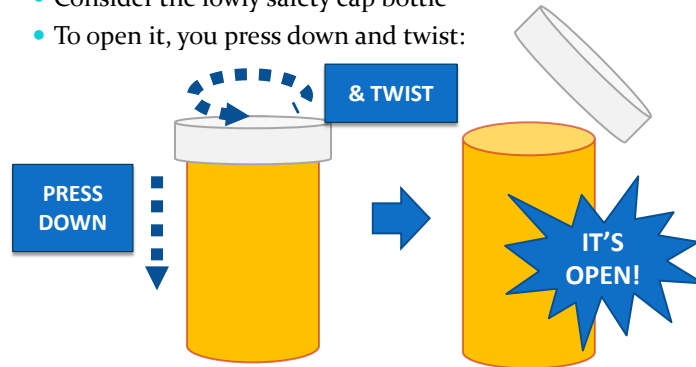 • Consider the lowly safety cap bottle
• To open it, you press down and twist:
& TWIST
PRESS
DOWN
IT’S
OPEN!